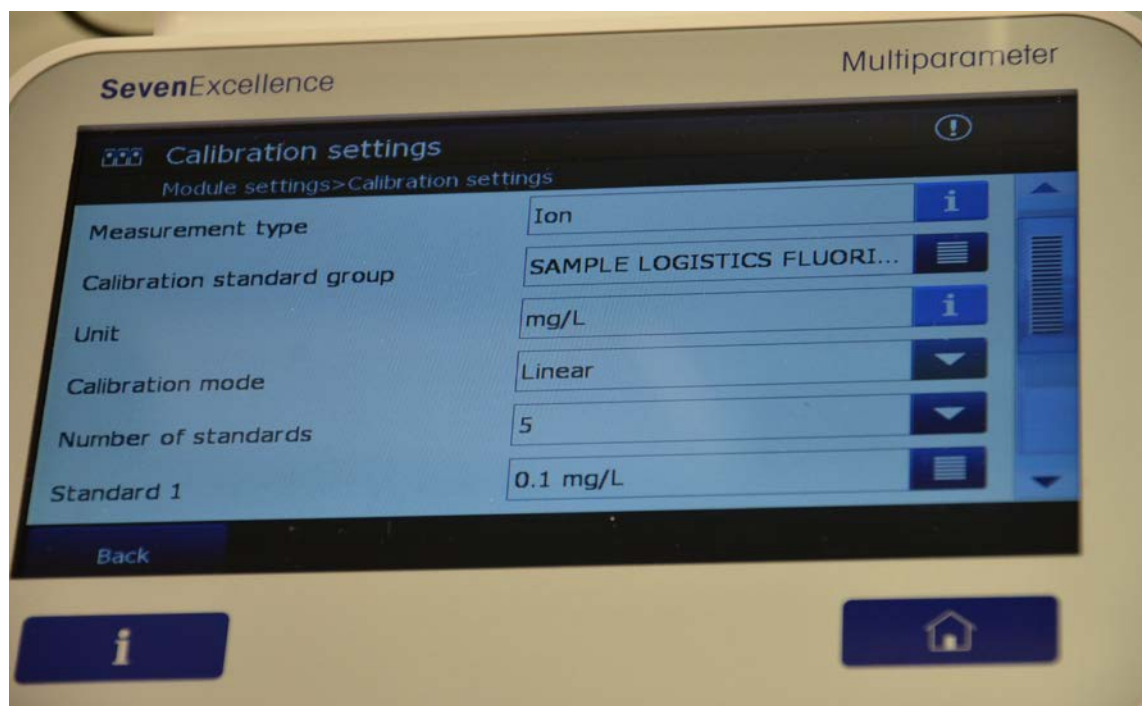 SevenExcellence
Multiparameter
Calibration settings
Module settings>Calibration settings
Measurement type Ion i
Calibration standard group SAMPLE LOGISTICS FLUORI...
Unit mg/L i
Calibration mode Linear
Number of standards 5
Standard 1 0.1 mg/L
Back
i